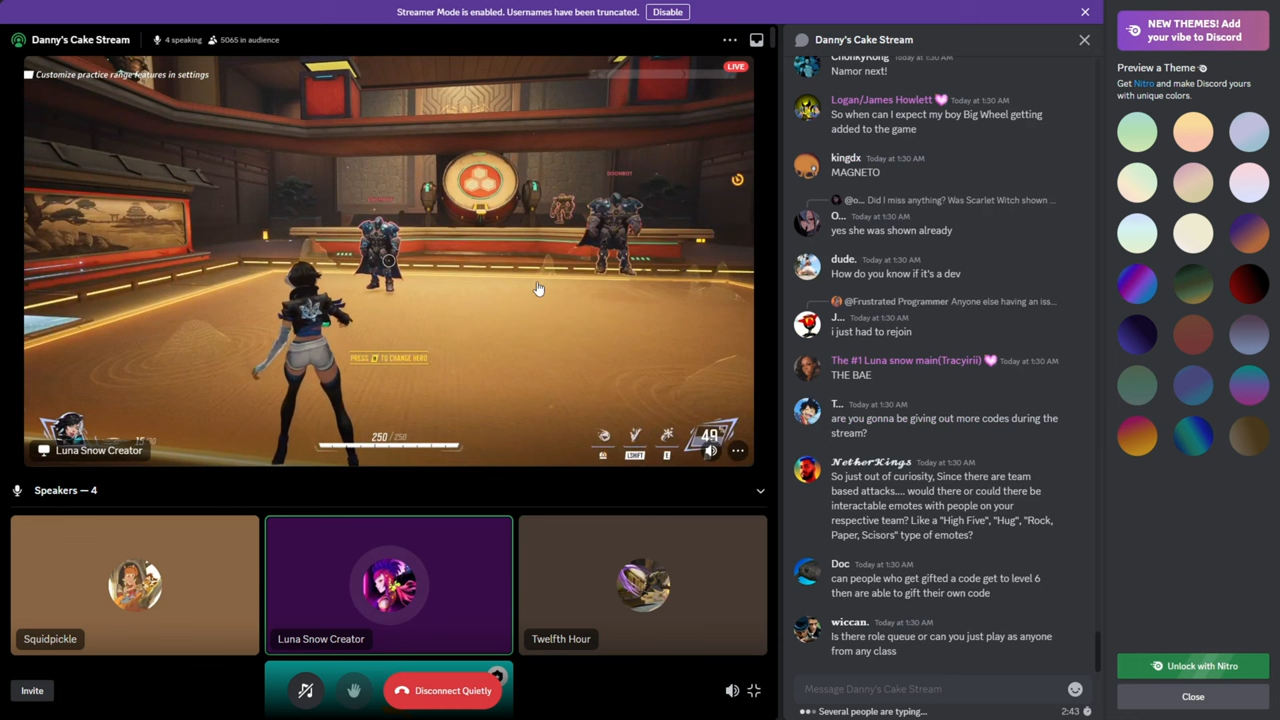 Streamer Mode is enabled. Usernames have been truncated. Disable
Danny's Cake Stream 4 speaking 5065 in audience
Customize practice range features in settings
LIVE
DOOMBOT
PRESS TO CHANGE HERO
250 / 250
LSHIFT
E
49
Luna Snow Creator
Speakers — 4
Squidpickle
Luna Snow Creator
Twelfth Hour
Invite
Disconnect Quietly
Danny's Cake Stream
ChonkyKong Today at 1:30 AM
Namor next!
Logan/James Howlett Today at 1:30 AM
So when can I expect my boy Big Wheel getting
added to the game
kingdx Today at 1:30 AM
MAGNETO
@o... Did I miss anything? Was Scarlet Witch shown ...
O... Today at 1:30 AM
yes she was shown already
dude. Today at 1:30 AM
How do you know if it's a dev
@Frustrated Programmer Anyone else having an iss...
J... Today at 1:30 AM
i just had to rejoin
The #1 Luna snow main(Tracyirii) Today at 1:30 AM
THE BAE
T... Today at 1:30 AM
are you gonna be giving out more codes during the
stream?
𝓝𝓮𝓽𝓱𝓮𝓻𝓚𝓲𝓷𝓰𝓼 Today at 1:30 AM
So just out of curiosity, Since there are team
based attacks.... would there or could there be
interactable emotes with people on your
respective team? Like a "High Five", "Hug", "Rock,
Paper, Scisors" type of emotes?
Doc Today at 1:30 AM
can people who get gifted a code get to level 6
then are able to gift their own code
wiccan. Today at 1:30 AM
Is there role queue or can you just play as anyone
from any class
Message Danny's Cake Stream
Several people are typing... 2:43
NEW THEMES! Add
your vibe to Discord
Preview a Theme
Get Nitro and make Discord yours
with unique colors.
Unlock with Nitro
Close